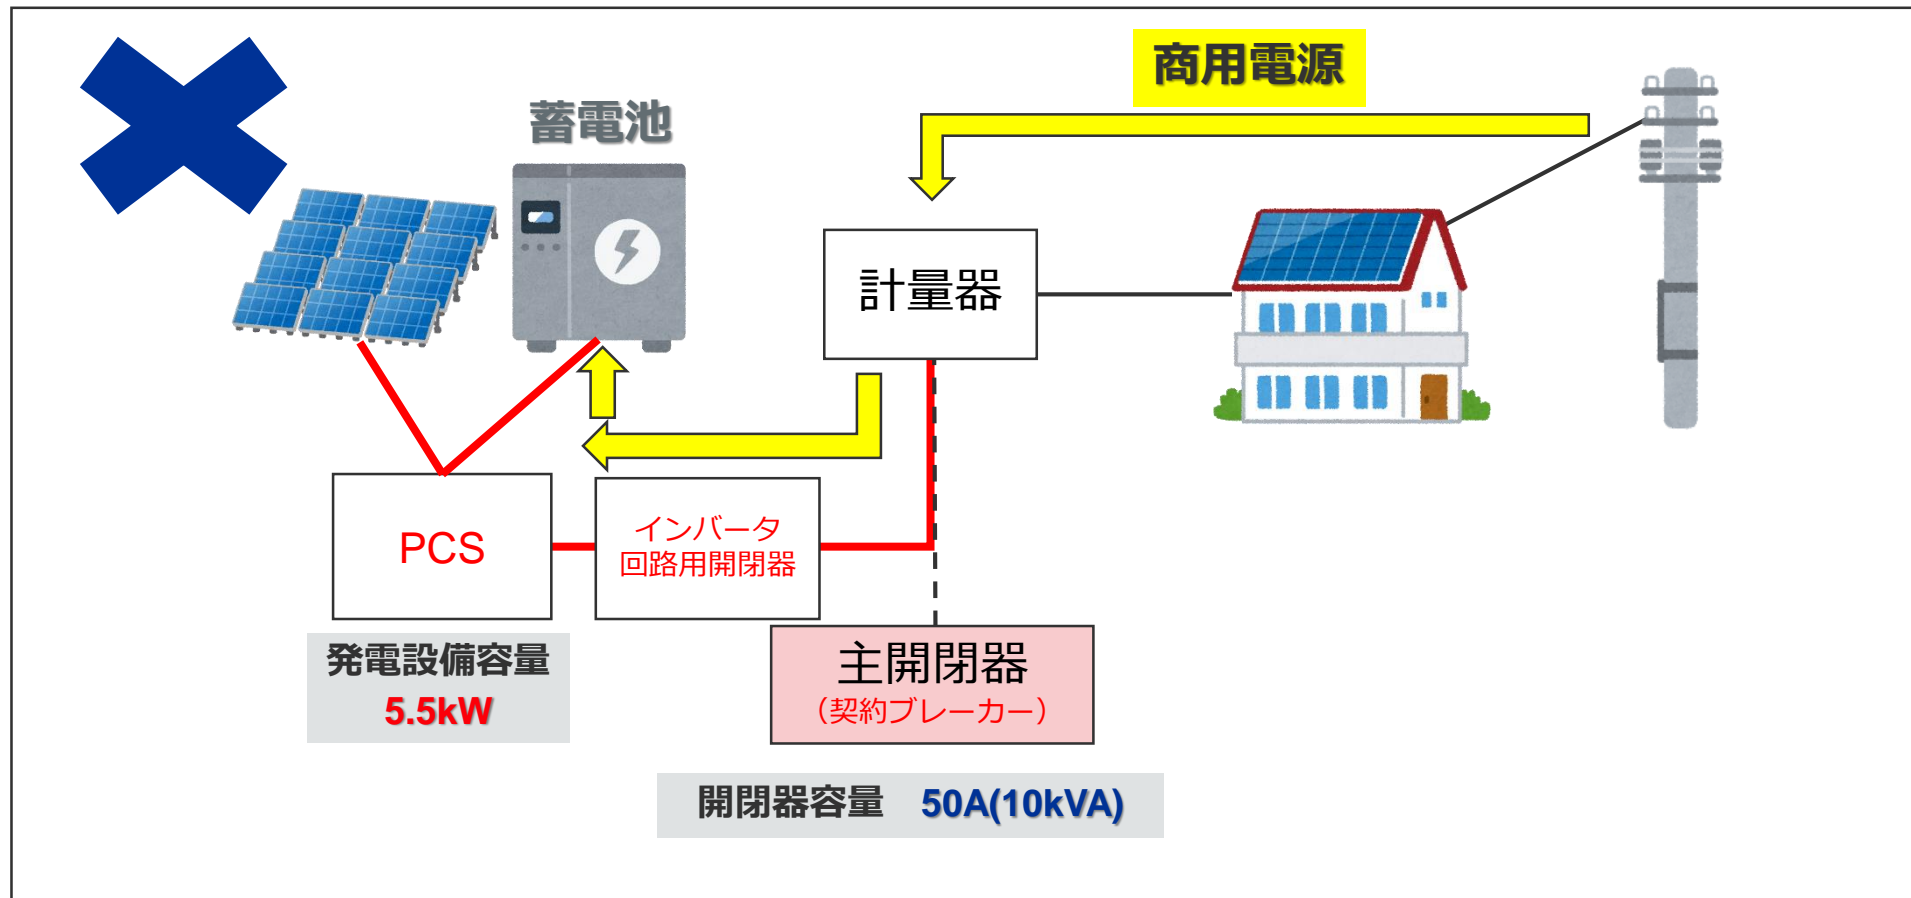 商用電源
蓄電池
計量器
PCS
インバータ
回路用開閉器
発電設備容量
5.5kW
主開閉器
（契約ブレーカー）
開閉器容量 50A(10kVA)